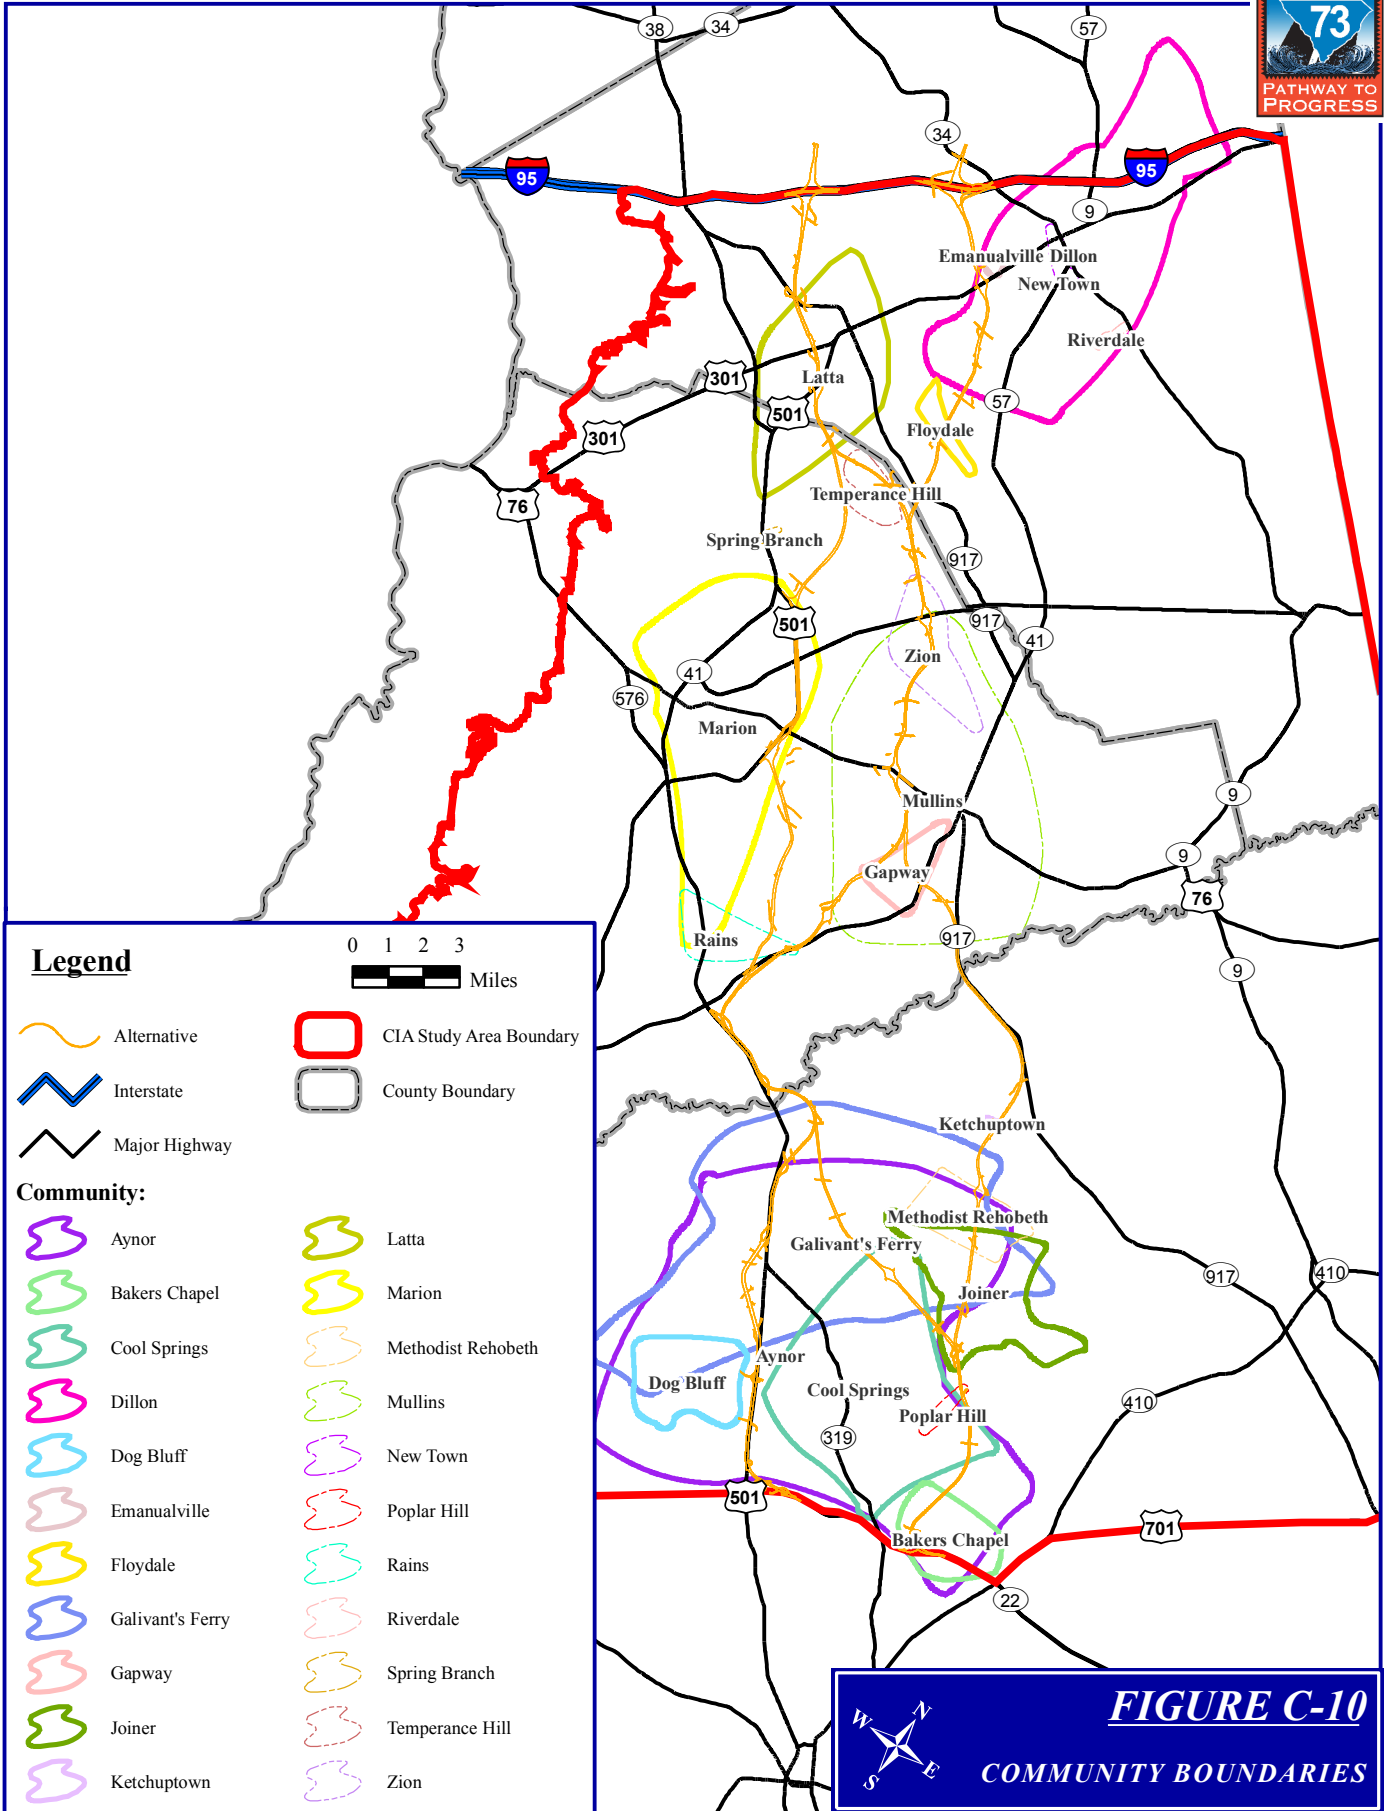 38
34
57
73
PATHWAY TO
PROGRESS
34
95
95
9
Emanualville
Dillon
New Town
Riverdale
301
Latta
501
57
301
Floydale
76
Temperance Hill
Spring Branch
917
501
917
41
Zion
41
576
Marion
9
Mullins
9
Gapway
76
Rains
917
9
Legend
0 1 2 3
Miles
Alternative
CIA Study Area Boundary
Interstate
County Boundary
Major Highway
Ketchuptown
Community:
Methodist Rehobeth
Galivant's Ferry
917
410
Joiner
Aynor
Dog Bluff
Cool Springs
410
Poplar Hill
319
501
701
Bakers Chapel
22
Aynor
Latta
Bakers Chapel
Marion
Cool Springs
Methodist Rehobeth
Dillon
Mullins
Dog Bluff
New Town
Emanualville
Poplar Hill
Floydale
Rains
Galivant's Ferry
Riverdale
Gapway
Spring Branch
Joiner
Temperance Hill
Ketchuptown
Zion
N
W
E
S
FIGURE C-10
COMMUNITY BOUNDARIES